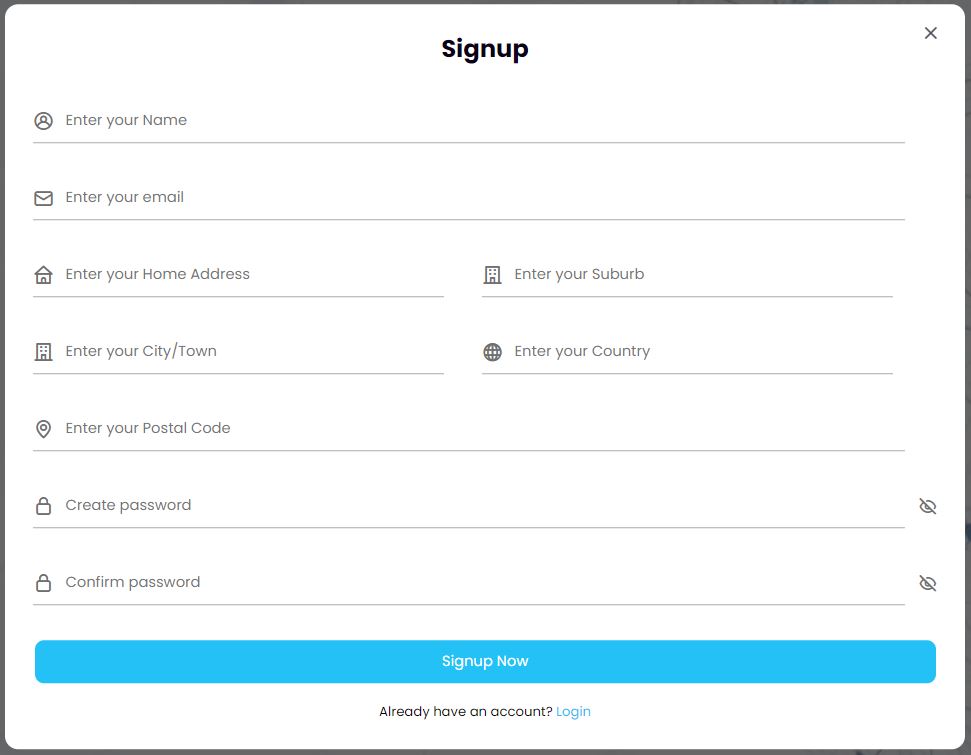 Signup
Enter your Name
Enter your email
Enter your Home Address
Enter your Suburb
Enter your City/Town
Enter your Country
Enter your Postal Code
Create password
Confirm password
Signup Now
Already have an account? Login